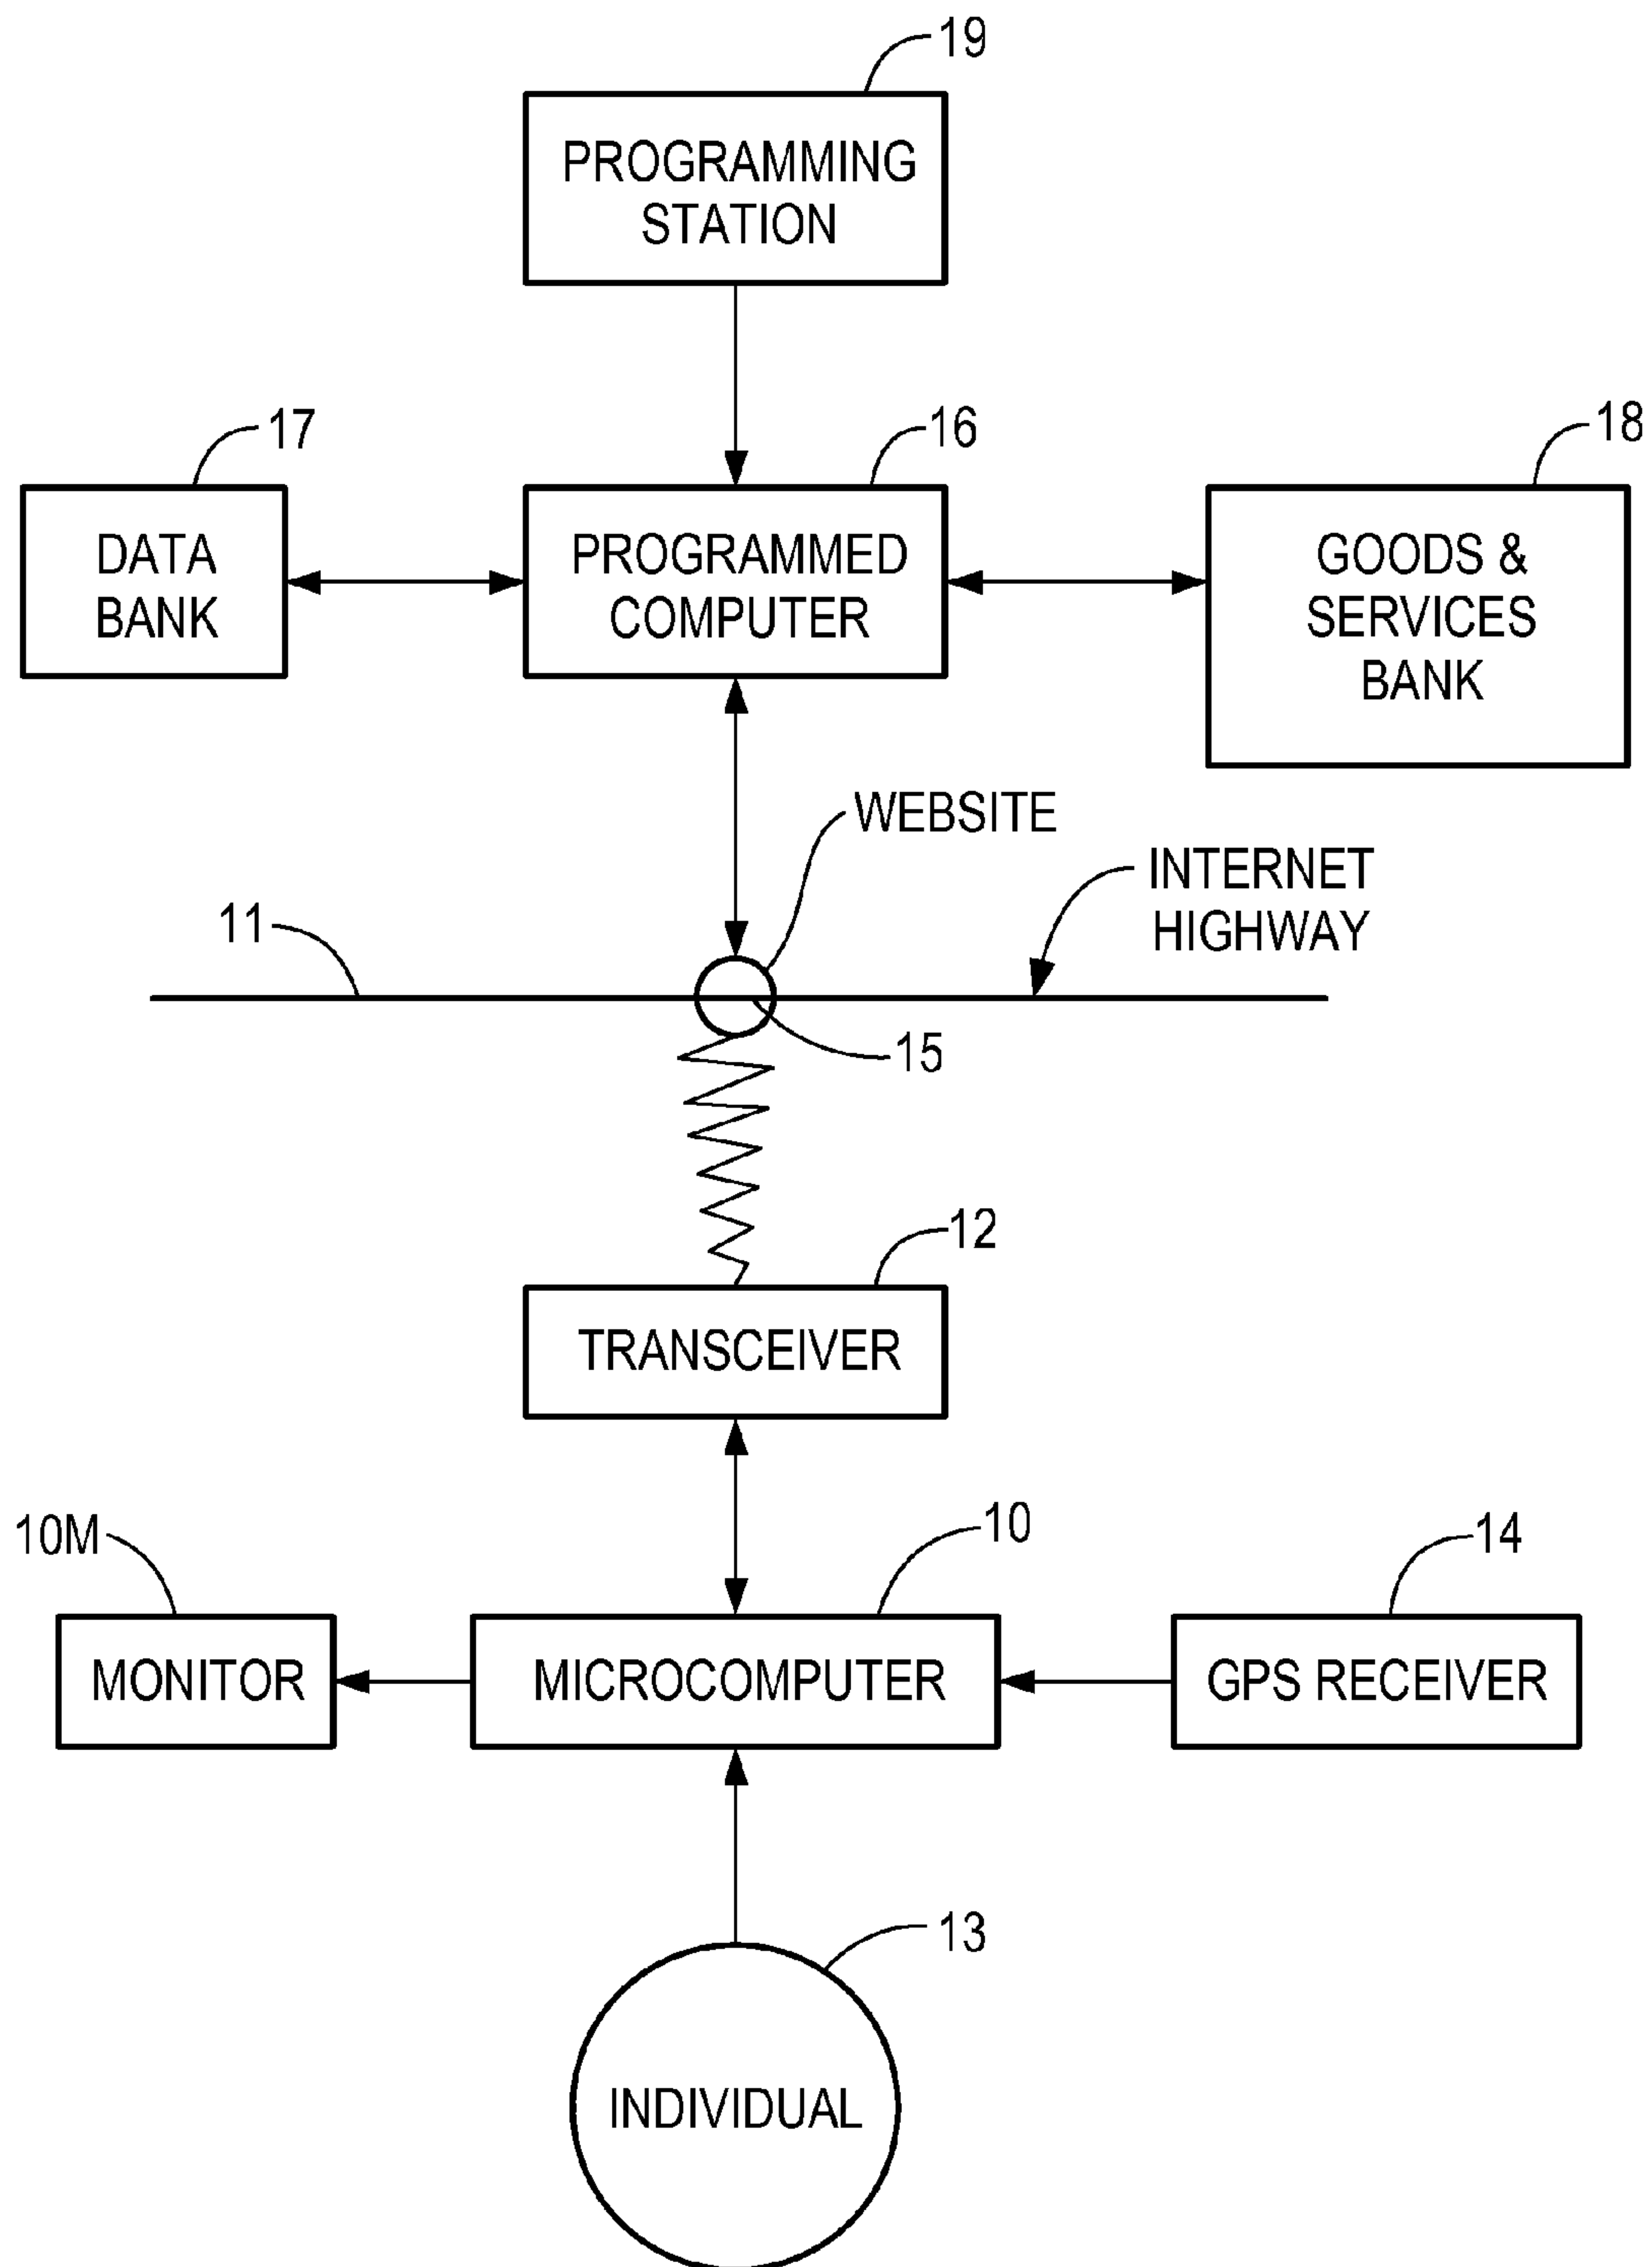 19
PROGRAMMING
STATION
17
16
18
DATA
BANK
PROGRAMMED
COMPUTER
GOODS &
SERVICES
BANK
WEBSITE
INTERNET
HIGHWAY
11
15
12
TRANSCEIVER
10M
10
14
MONITOR
MICROCOMPUTER
GPS RECEIVER
13
INDIVIDUAL